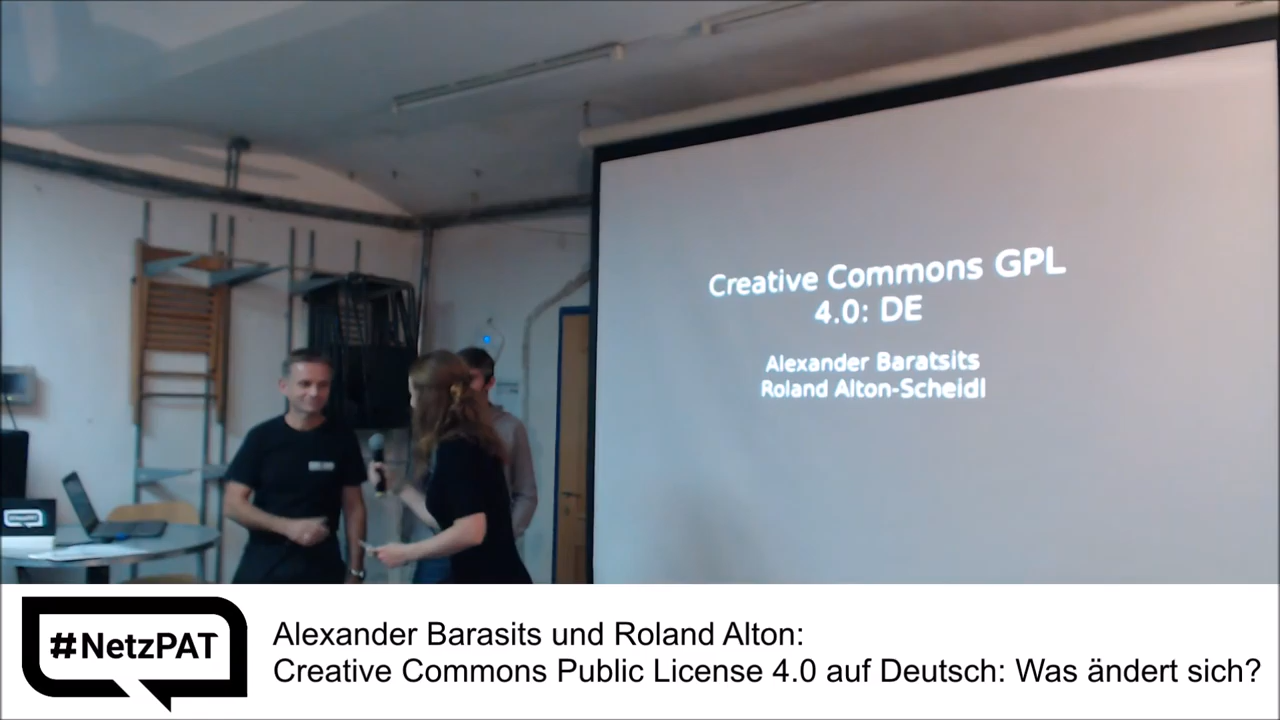 Creative Commons GPL
4.0: DE
Alexander Baratsits
Roland Alton-Scheidl
#NetzPAT
Alexander Barasits und Roland Alton:
Creative Commons Public License 4.0 auf Deutsch: Was ändert sich?